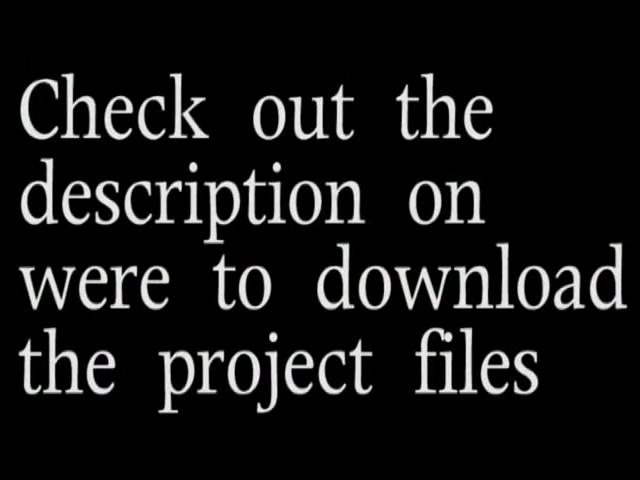 Check out the
description on
were to download
the project files